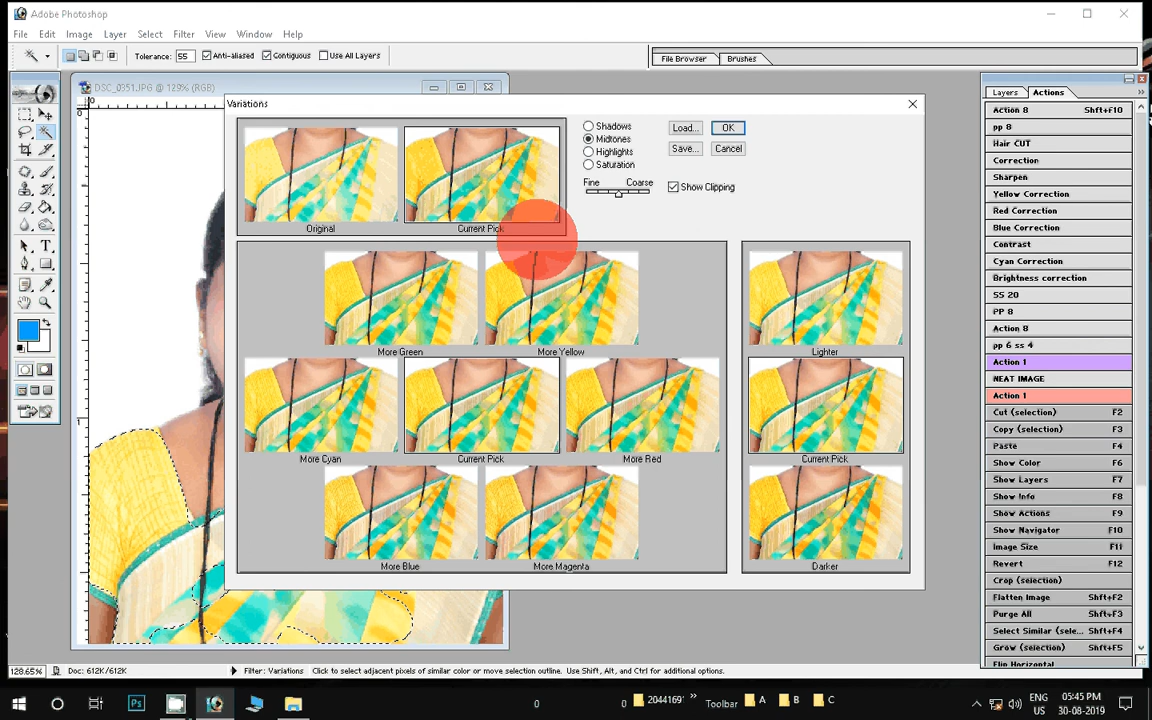 Adobe Photoshop
File Edit Image Layer Select Filter View Window Help
Tolerance: 55 Anti-aliased Contiguous Use All Layers
File Browser Brushes
DSC_0351.JPG @ 129% (RGB)
Variations
Original
Current Pick
Shadows
Midtones
Highlights
Saturation
Fine Coarse
Load...
OK
Save...
Cancel
Show Clipping
More Green
More Yellow
Lighter
More Cyan
Current Pick
More Red
Current Pick
More Blue
More Magenta
Darker
Layers Actions
Action 8 Shft+F10
pp 8
Hair CUT
Correction
Sharpen
Yellow Correction
Red Correction
Blue Correction
Contrast
Cyan Correction
Brightness correction
SS 20
PP 8
Action 8
pp 6 ss 4
Action 1
NEAT IMAGE
Action 1
Cut (selection) F2
Copy (selection) F3
Paste F4
Show Color F6
Show Layers F7
Show Info F8
Show Actions F9
Show Navigator F10
Image Size F11
Revert F12
Crop (selection)
Flatten Image Shft+F2
Purge All Shft+F3
Select Similar (sele... Shft+F4
Grow (selection) Shft+F5
Flip Horizontal
128.65% Doc: 612K/612K Filter: Variations Click to select adjacent pixels of similar color or move selection outline. Use Shift, Alt, and Ctrl for additional options.
Ps 0 0 2044169 » Toolbar A B C
ENG
US
05:45 PM
30-08-2019